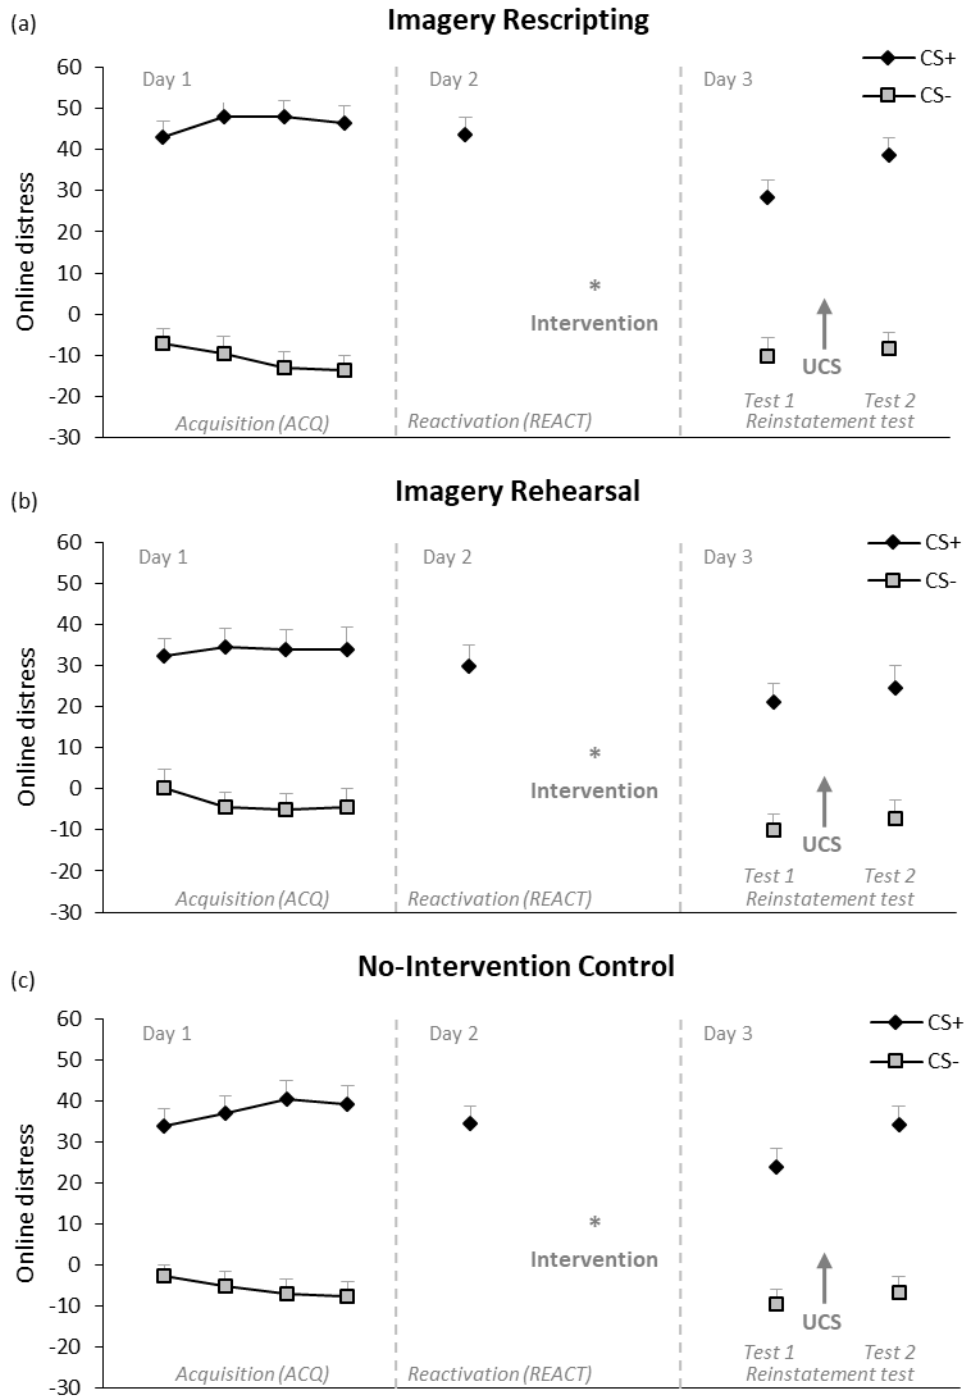 (a)
Imagery Rescripting
60
50
40
30
20
10
0
-10
-20
-30
Online distress
Day 1
Day 2
Day 3
CS+
CS-
*
Intervention
UCS
Test 1
Test 2
Acquisition (ACQ)
Reactivation (REACT)
Reinstatement test
(b)
Imagery Rehearsal
60
50
40
30
20
10
0
-10
-20
-30
Online distress
Day 1
Day 2
Day 3
CS+
CS-
*
Intervention
UCS
Test 1
Test 2
Acquisition (ACQ)
Reactivation (REACT)
Reinstatement test
(c)
No-Intervention Control
60
50
40
30
20
10
0
-10
-20
-30
Online distress
Day 1
Day 2
Day 3
CS+
CS-
*
Intervention
UCS
Test 1
Test 2
Acquisition (ACQ)
Reactivation (REACT)
Reinstatement test